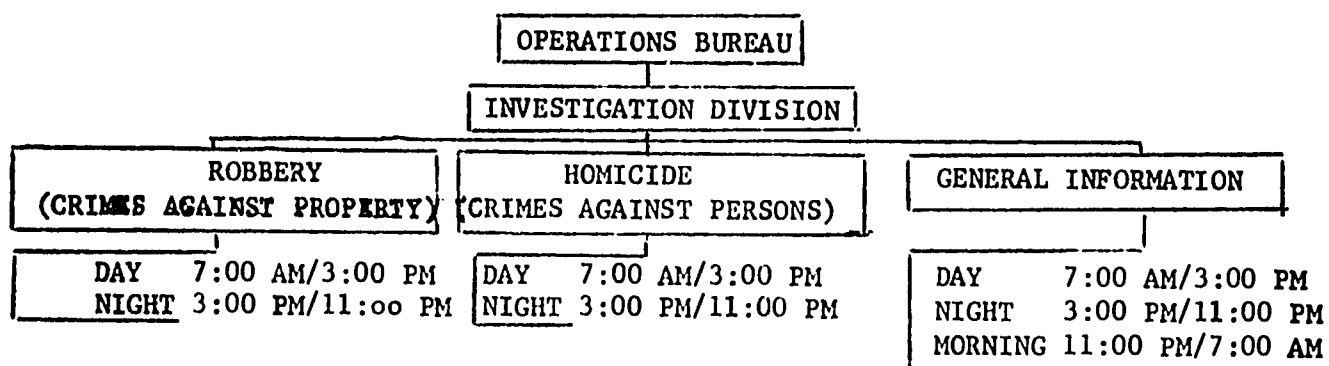 OPERATIONS BUREAU
INVESTIGATION DIVISION
ROBBERY
(CRIMES AGAINST PROPERTY)
HOMICIDE
(CRIMES AGAINST PERSONS)
GENERAL INFORMATION
DAY 7:00 AM/3:00 PM
NIGHT 3:00 PM/11:oo PM
DAY 7:00 AM/3:00 PM
NIGHT 3:00 PM/11:00 PM
DAY 7:00 AM/3:00 PM
NIGHT 3:00 PM/11:00 PM
MORNING 11:00 PM/7:00 AM